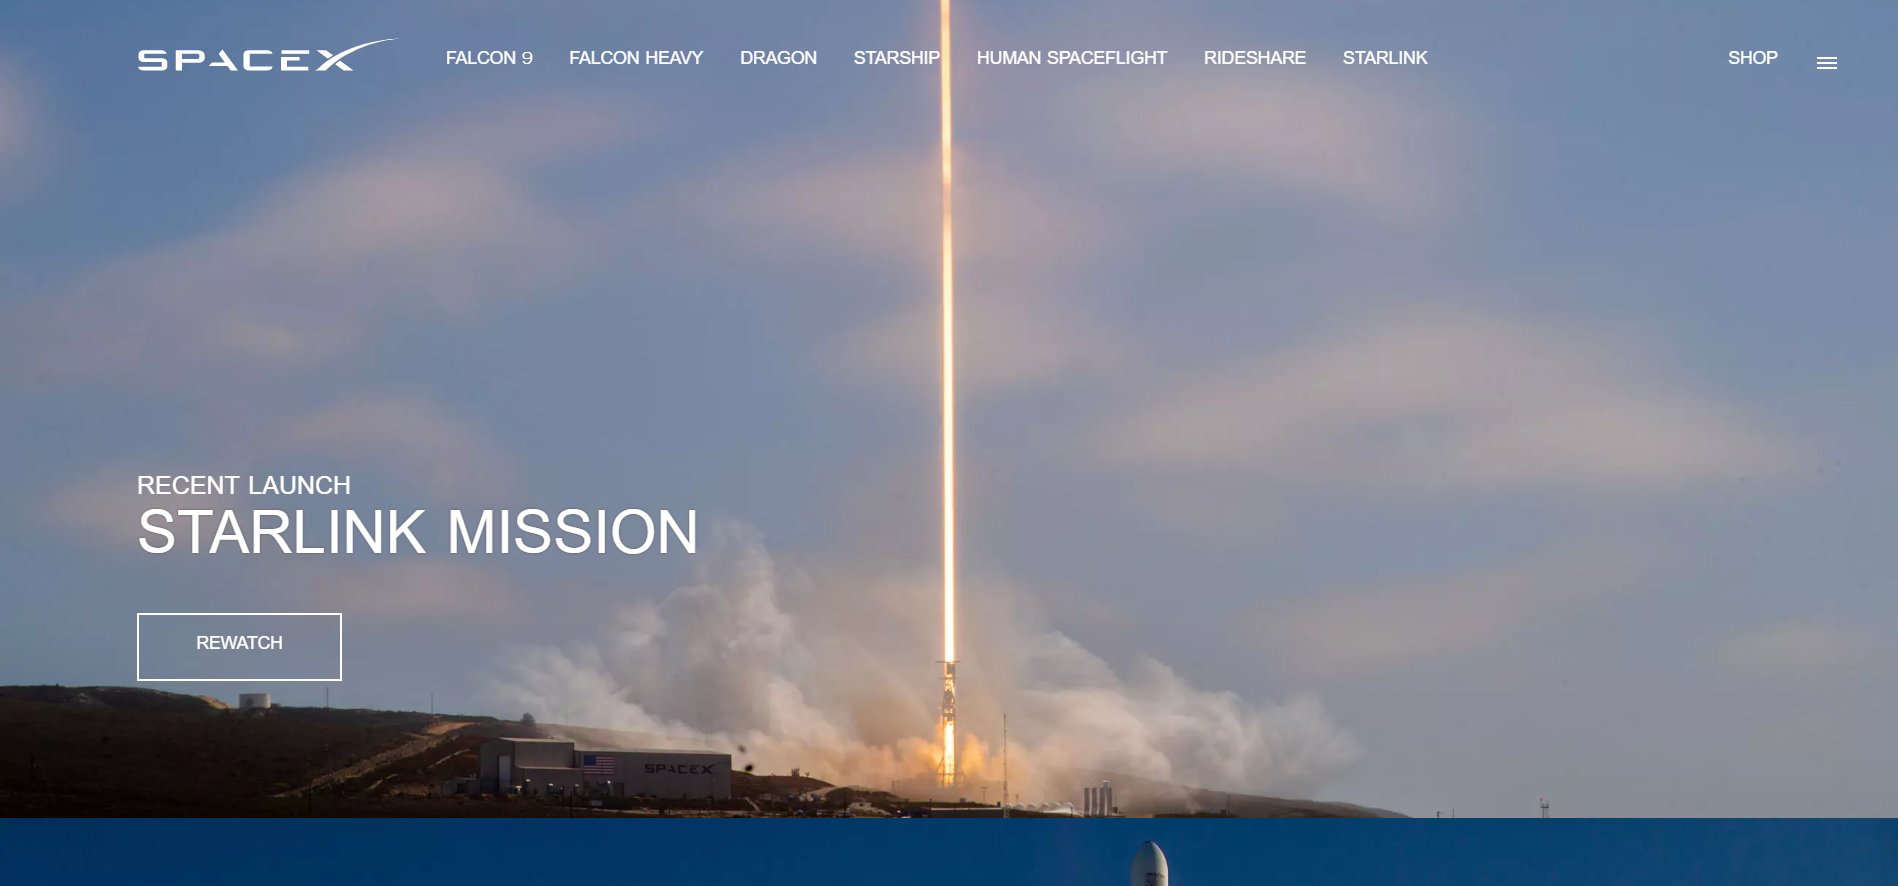 SPACEX
FALCON 9
FALCON HEAVY
DRAGON
STARSHIP
HUMAN SPACEFLIGHT
RIDESHARE
STARLINK
SHOP
RECENT LAUNCH
STARLINK MISSION
REWATCH
SPACEX